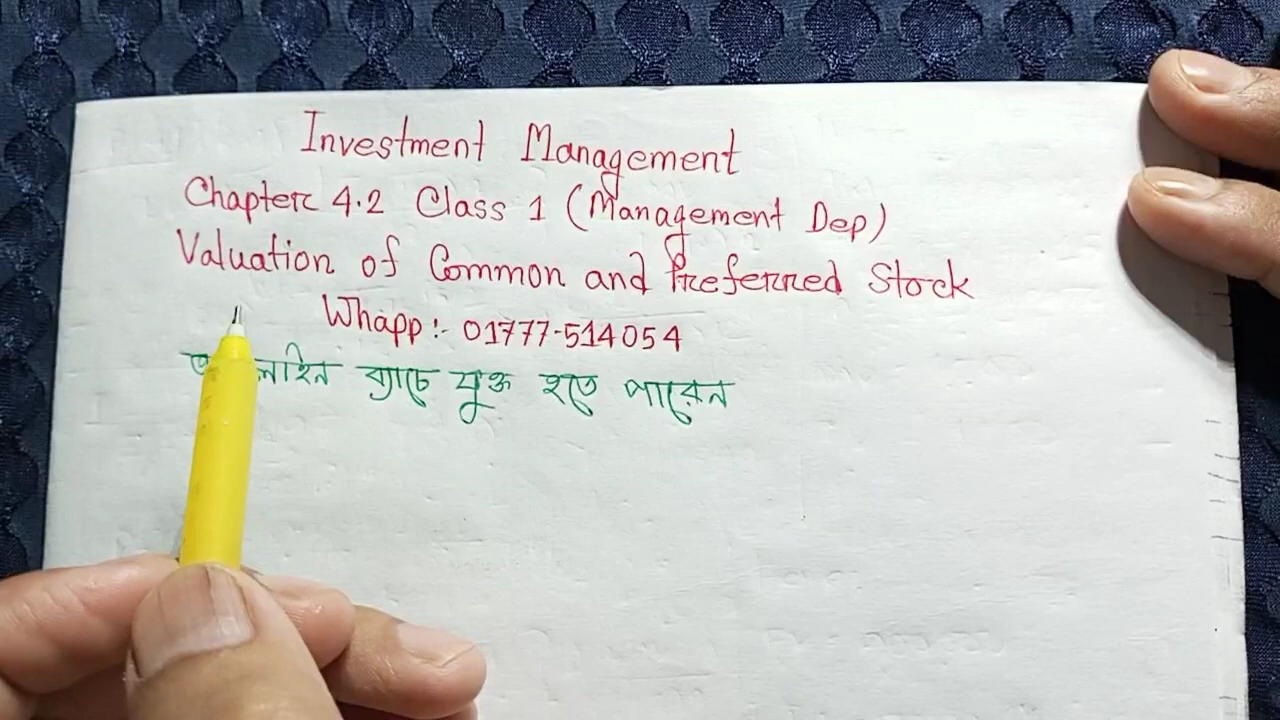 Investment Management
Chapter 4.2 Class 1 (Management Dep)
Valuation of Common and Preferred Stock
Whapp:- 01777-514054
ব্যাচে যুক্ত হতে পারেন